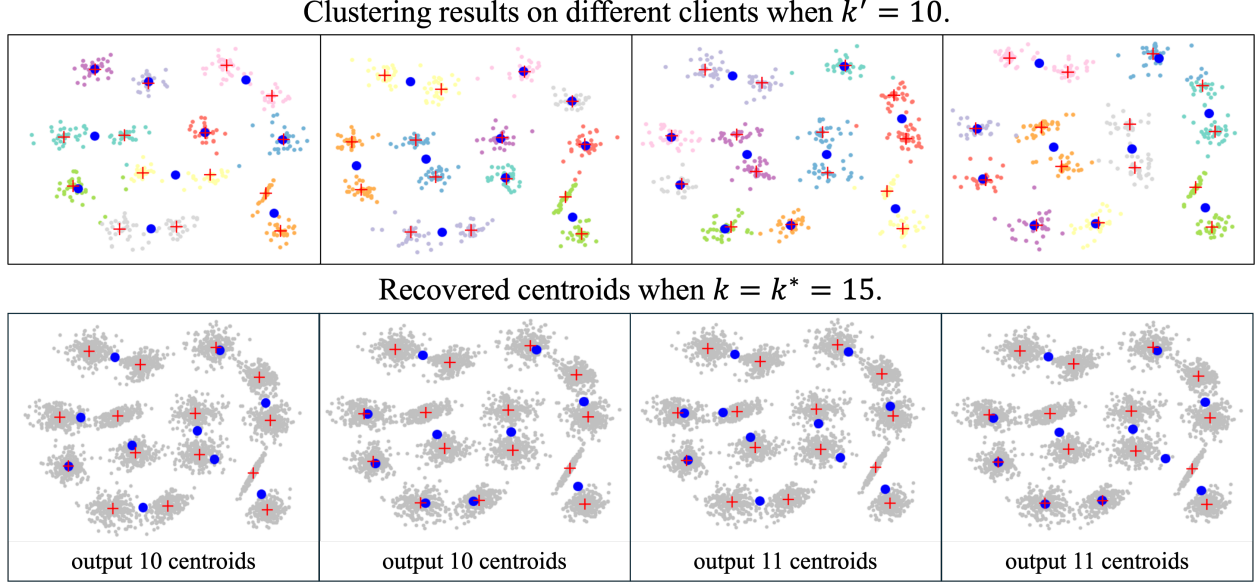 Clustering results on different clients when k′ = 10.
Recovered centroids when k = k* = 15.
output 10 centroids
output 10 centroids
output 11 centroids
output 11 centroids